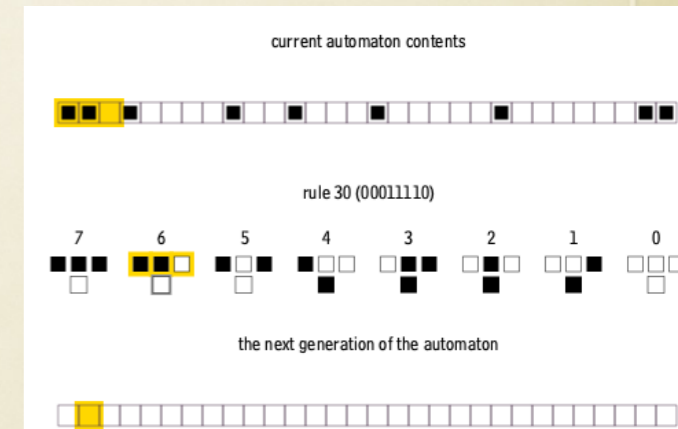 current automaton contents
rule 30 (00011110)
7 6 5 4 3 2 1 0
the next generation of the automaton